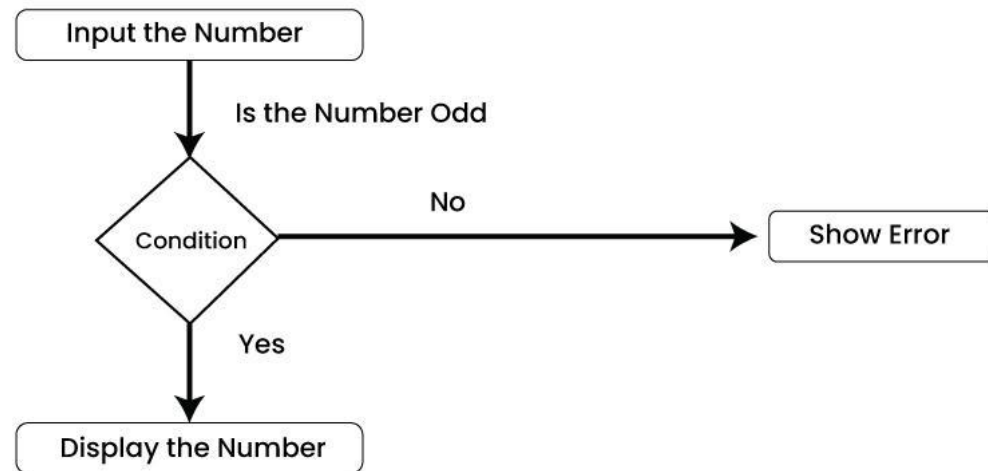 Input the Number
Is the Number Odd
No
Condition
Show Error
Yes
Display the Number